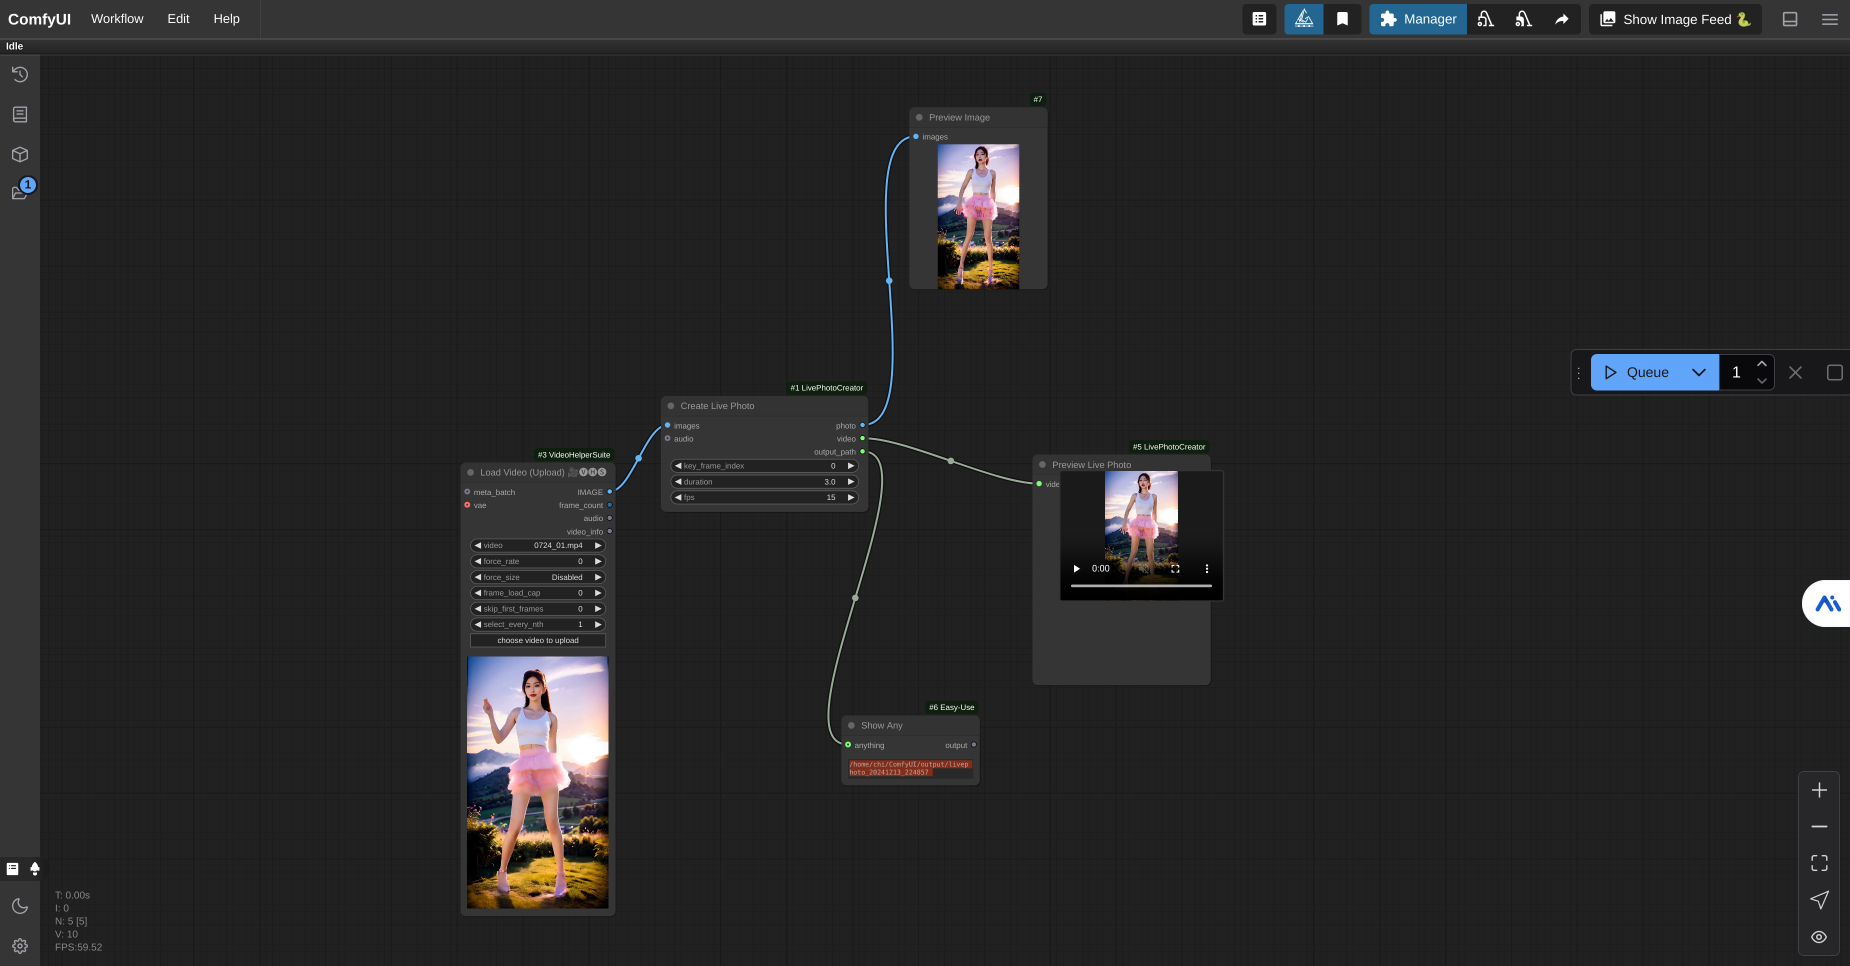 ComfyUI Workflow Edit Help Manager Show Image Feed
Idle
1
#7
Preview Image
images
Queue 1
#1 LivePhotoCreator
Create Live Photo
images photo
audio video
output_path
key_frame_index 0
duration 3.0
fps 15
#3 VideoHelperSuite
Load Video (Upload) VHS
meta_batch IMAGE
vae frame_count
audio
video_info
video 0724_01.mp4
force_rate 0
force_size Disabled
frame_load_cap 0
skip_first_frames 0
select_every_nth 1
choose video to upload
#5 LivePhotoCreator
Preview Live Photo
vide
0:00
#6 Easy-Use
Show Any
anything output
/home/chi/ComfyUI/output/livep
hoto_20241213_224857
T: 0.00s
I: 0
N: 5 [5]
V: 10
FPS:59.52